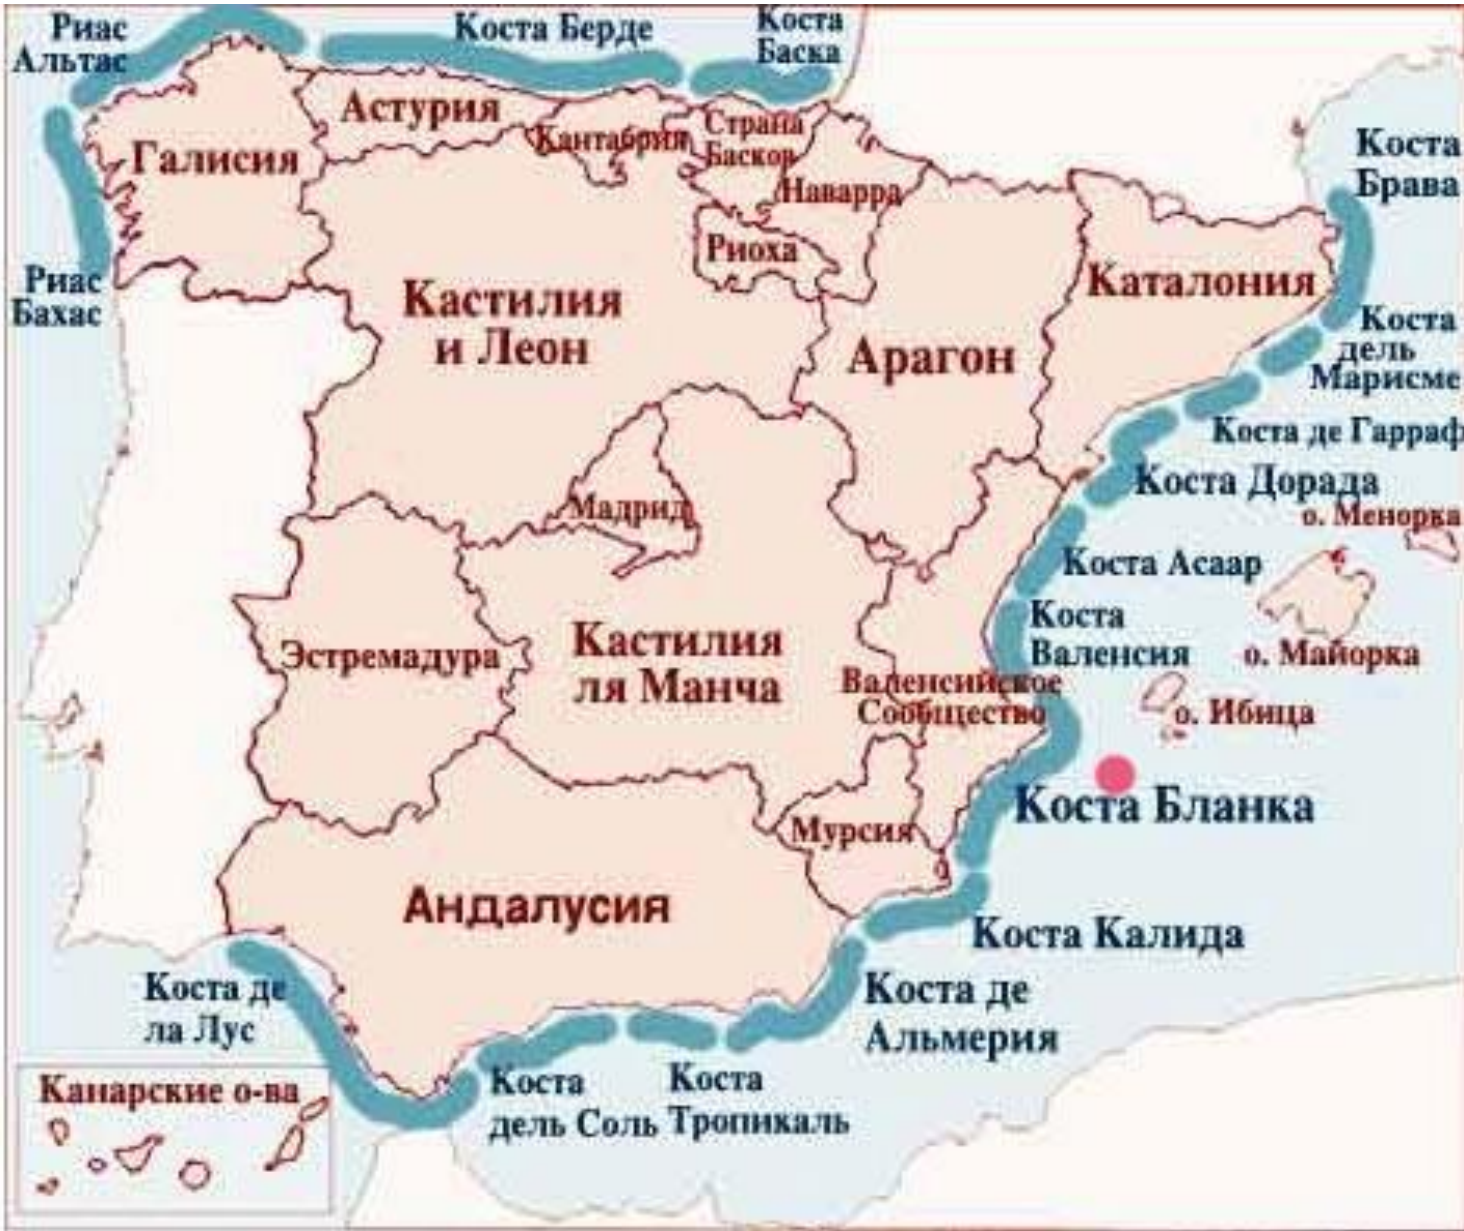 Риас
Альтас
Коста Берде
Коста
Баска
Астурия
Кантабрия
Страна
Басков
Коста
Брава
Галисия
Наварра
Риоха
Риас
Бахас
Кастилия
и Леон
Каталония
Арагон
Коста
дель
Марисме
Коста де Гарраф
Коста Дорада
Мадрид
о. Менорка
Коста Асаар
Коста
Валенсия
Эстремадура
Кастилия
ля Манча
о. Майорка
Валенсийское
Сообщество
о. Ибица
Коста Бланка
Мурсия
Андалусия
Коста Калида
Коста де
ла Лус
Коста де
Альмерия
Канарские о-ва
Коста
дель Соль
Коста
Тропикаль